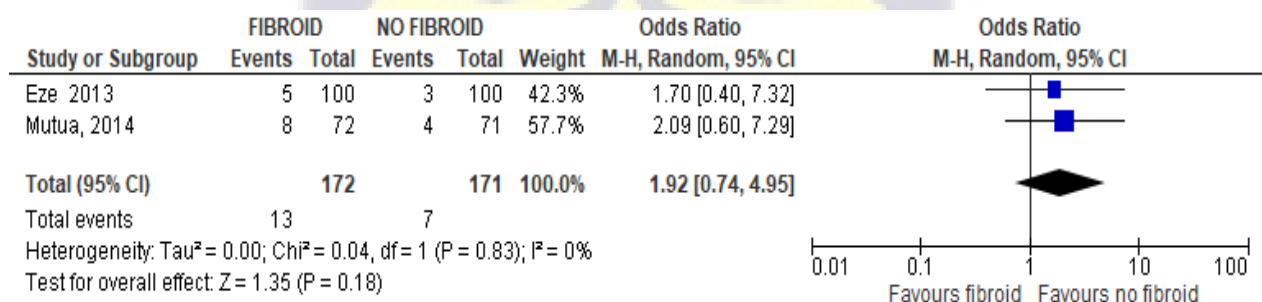 FIBROID NO FIBROID Odds Ratio Odds Ratio
Study or Subgroup Events Total Events Total Weight M-H, Random, 95% CI M-H, Random, 95% CI
Eze 2013 5 100 3 100 42.3% 1.70 [0.40, 7.32]
Mutua, 2014 8 72 4 71 57.7% 2.09 [0.60, 7.29]
Total (95% CI) 172 171 100.0% 1.92 [0.74, 4.95]
Total events 13 7
Heterogeneity: Tau² = 0.00; Chi² = 0.04, df = 1 (P = 0.83); I² = 0%
Test for overall effect: Z = 1.35 (P = 0.18)
0.01 0.1 1 10 100
Favours fibroid Favours no fibroid